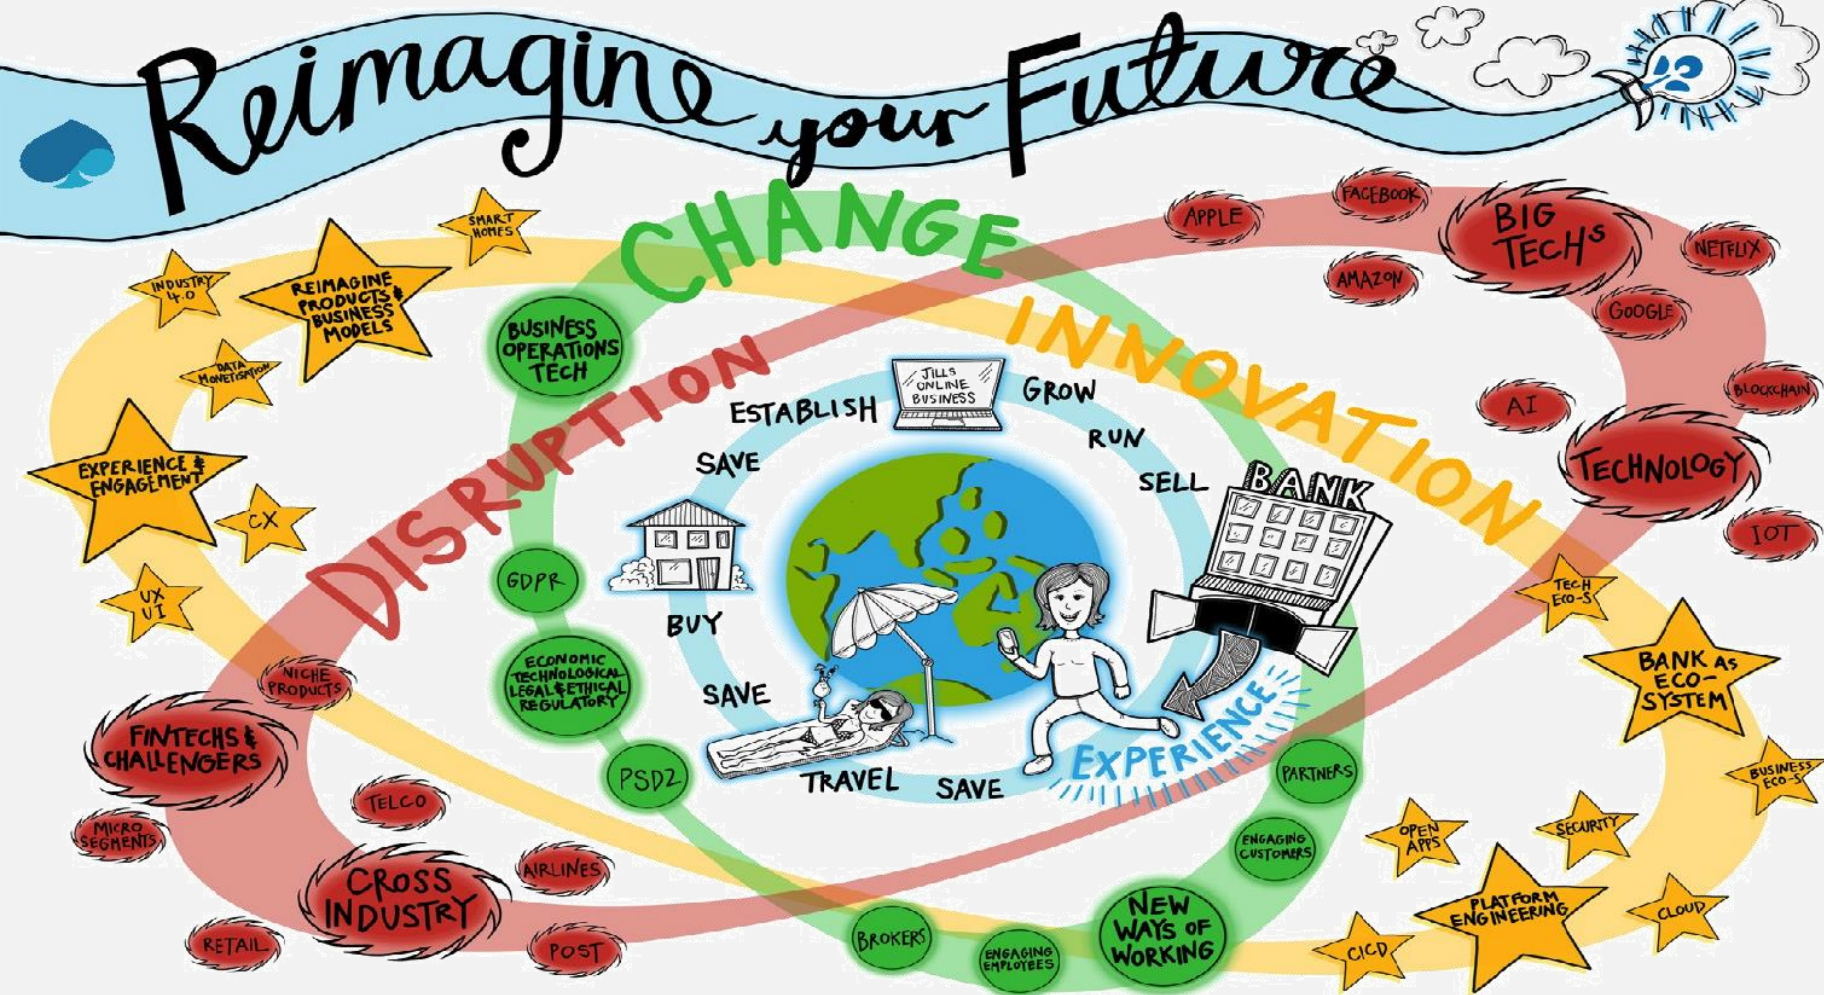 Reimagine your Future
CHANGE
INNOVATION
DISRUPTION
SMART
HOMES
INDUSTRY
4.0
REIMAGINE
PRODUCTS &
BUSINESS
MODELS
DATA
MONETISATION
EXPERIENCE &
ENGAGEMENT
CX
UX
UI
BUSINESS
OPERATIONS
TECH
GDPR
ECONOMIC
TECHNOLOGICAL
LEGAL & ETHICAL
REGULATORY
PSD2
BROKERS
ENGAGING
EMPLOYEES
NEW
WAYS OF
WORKING
ENGAGING
CUSTOMERS
PARTNERS
APPLE
FACEBOOK
BIG
TECHS
AMAZON
NETFLIX
GOOGLE
BLOCKCHAIN
AI
TECHNOLOGY
IOT
NICHE
PRODUCTS
FINTECHS &
CHALLENGERS
MICRO
SEGMENTS
TELCO
CROSS
INDUSTRY
AIRLINES
RETAIL
POST
TECH
ECO-S
BANK AS
ECO-
SYSTEM
BUSINESS
ECO-S
OPEN
APPS
SECURITY
PLATFORM
ENGINEERING
CLOUD
CICD
JILLS
ONLINE
BUSINESS
ESTABLISH
GROW
RUN
SELL
BANK
SAVE
BUY
SAVE
TRAVEL
SAVE
EXPERIENCE